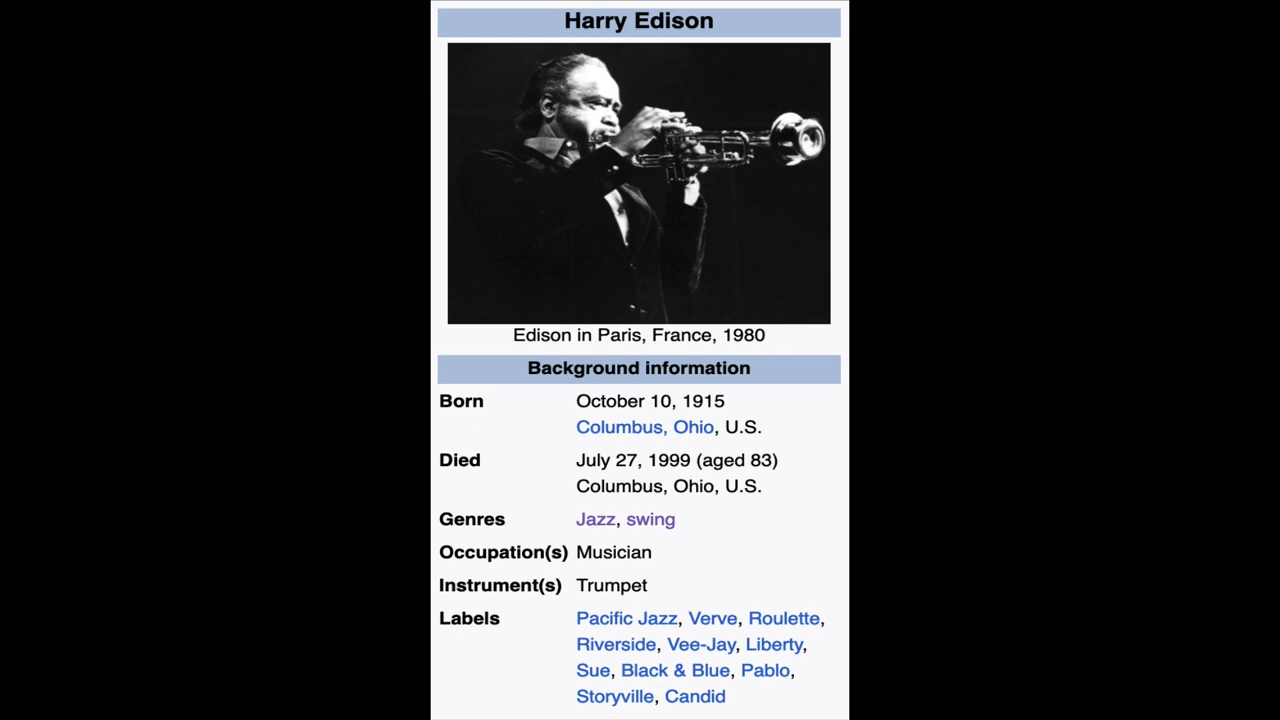 Harry Edison
Edison in Paris, France, 1980
Background information
Born October 10, 1915
Columbus, Ohio, U.S.
Died July 27, 1999 (aged 83)
Columbus, Ohio, U.S.
Genres Jazz, swing
Occupation(s) Musician
Instrument(s) Trumpet
Labels Pacific Jazz, Verve, Roulette,
Riverside, Vee-Jay, Liberty,
Sue, Black & Blue, Pablo,
Storyville, Candid